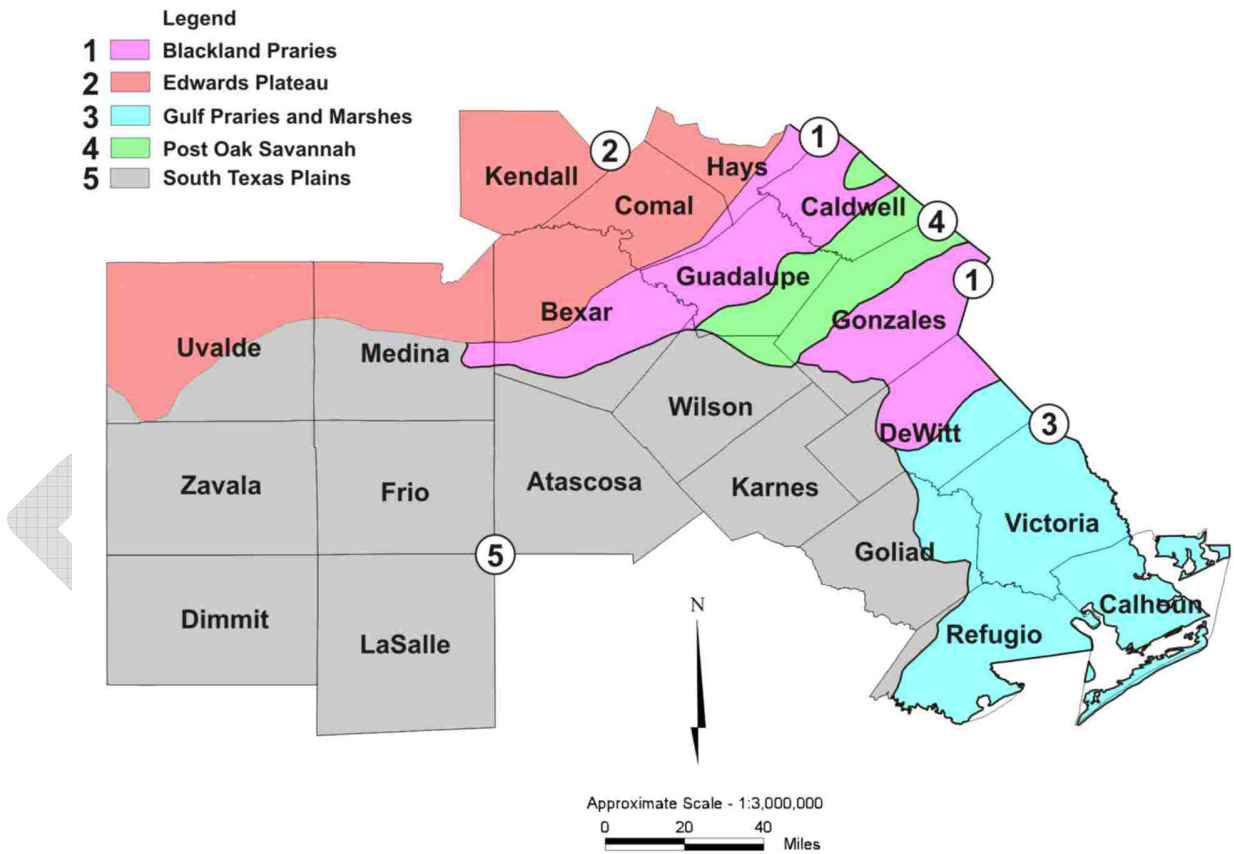 Legend
1 Blackland Praries
2 Edwards Plateau
3 Gulf Praries and Marshes
4 Post Oak Savannah
5 South Texas Plains
1
2
Kendall
Hays
Comal
Caldwell
4
Guadalupe
1
Bexar
Gonzales
Uvalde
Medina
Wilson
DeWitt
3
Zavala
Frio
Atascosa
Karnes
Victoria
5
Goliad
Calhoun
Dimmit
LaSalle
Refugio
N
Approximate Scale - 1:3,000,000
0 20 40
Miles